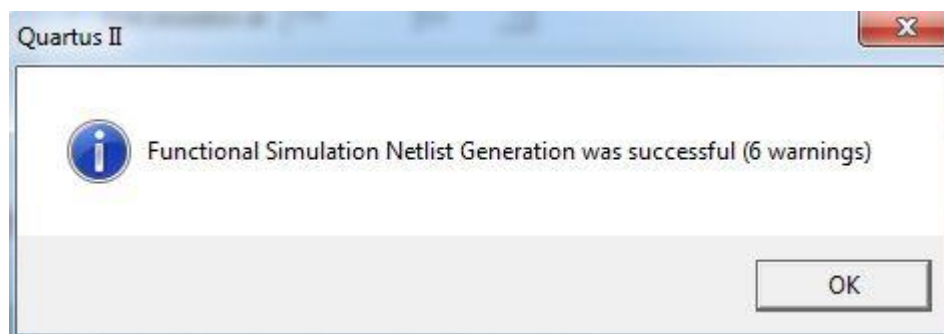 Quartus II
Functional Simulation Netlist Generation was successful (6 warnings)
OK